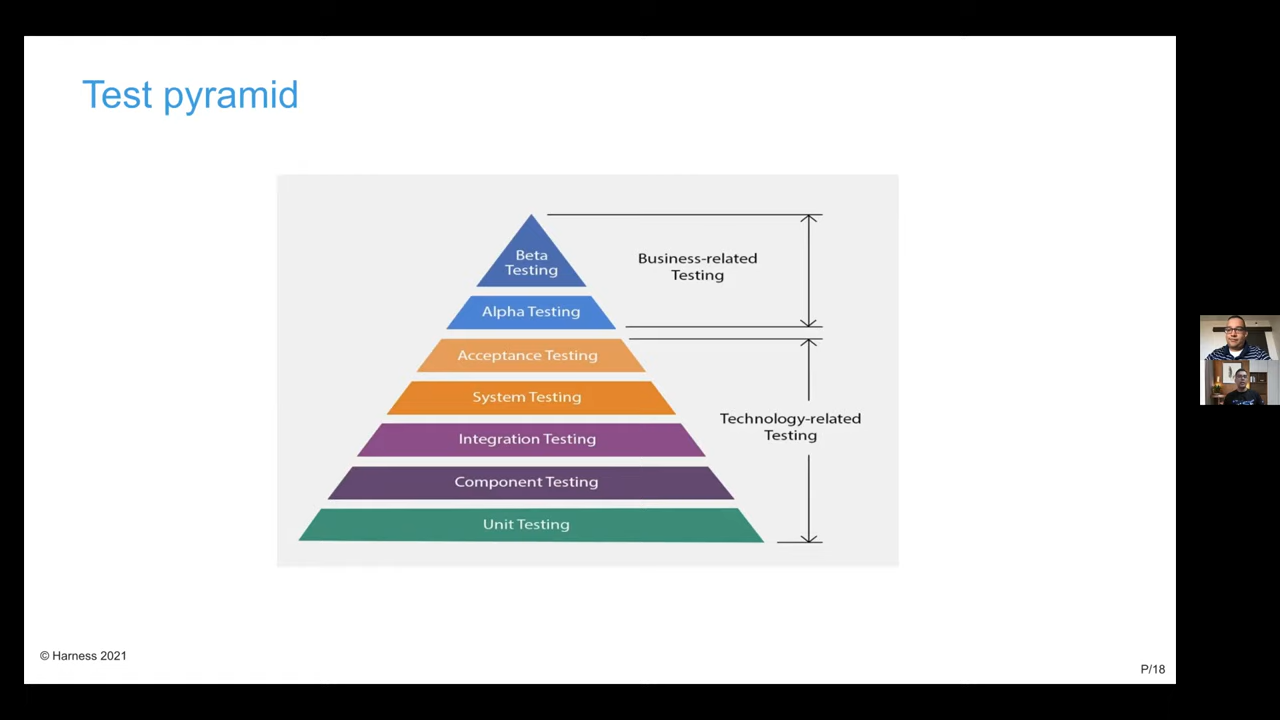 Test pyramid
Beta
Testing
Business-related
Testing
Alpha Testing
Acceptance Testing
System Testing
Technology-related
Testing
Integration Testing
Component Testing
Unit Testing
© Harness 2021
P/18